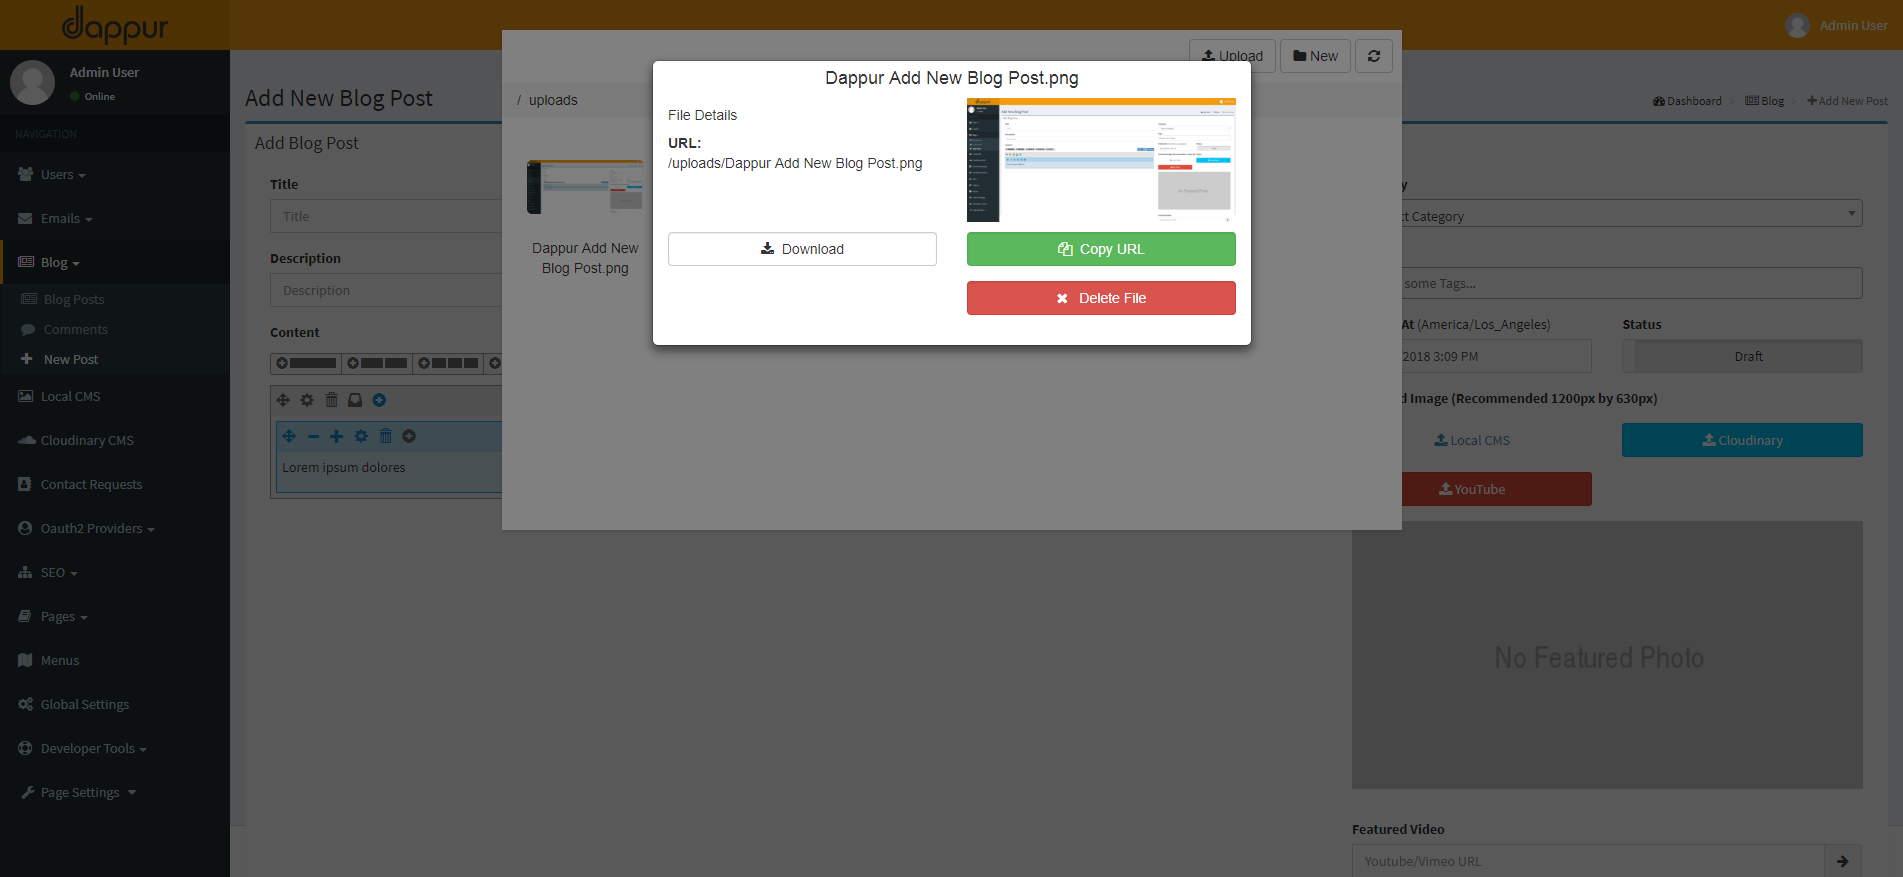 dappur
Admin User
Admin User
Online
NAVIGATION
Users
Emails
Blog
Blog Posts
Comments
New Post
Local CMS
Cloudinary CMS
Contact Requests
Oauth2 Providers
SEO
Pages
Menus
Global Settings
Developer Tools
Page Settings
Add New Blog Post
Dashboard > Blog > Add New Post
Add Blog Post
Title
Title
Description
Description
Content
Lorem ipsum dolores
Upload
New
/ uploads
Dappur Add New
Blog Post.png
Dappur Add New Blog Post.png
File Details
URL:
/uploads/Dappur Add New Blog Post.png
Download
Copy URL
Delete File
Category
some Tags...
At (America/Los_Angeles)
Status
2018 3:09 PM
Draft
Image (Recommended 1200px by 630px)
Local CMS
Cloudinary
YouTube
No Featured Photo
Featured Video
Youtube/Vimeo URL